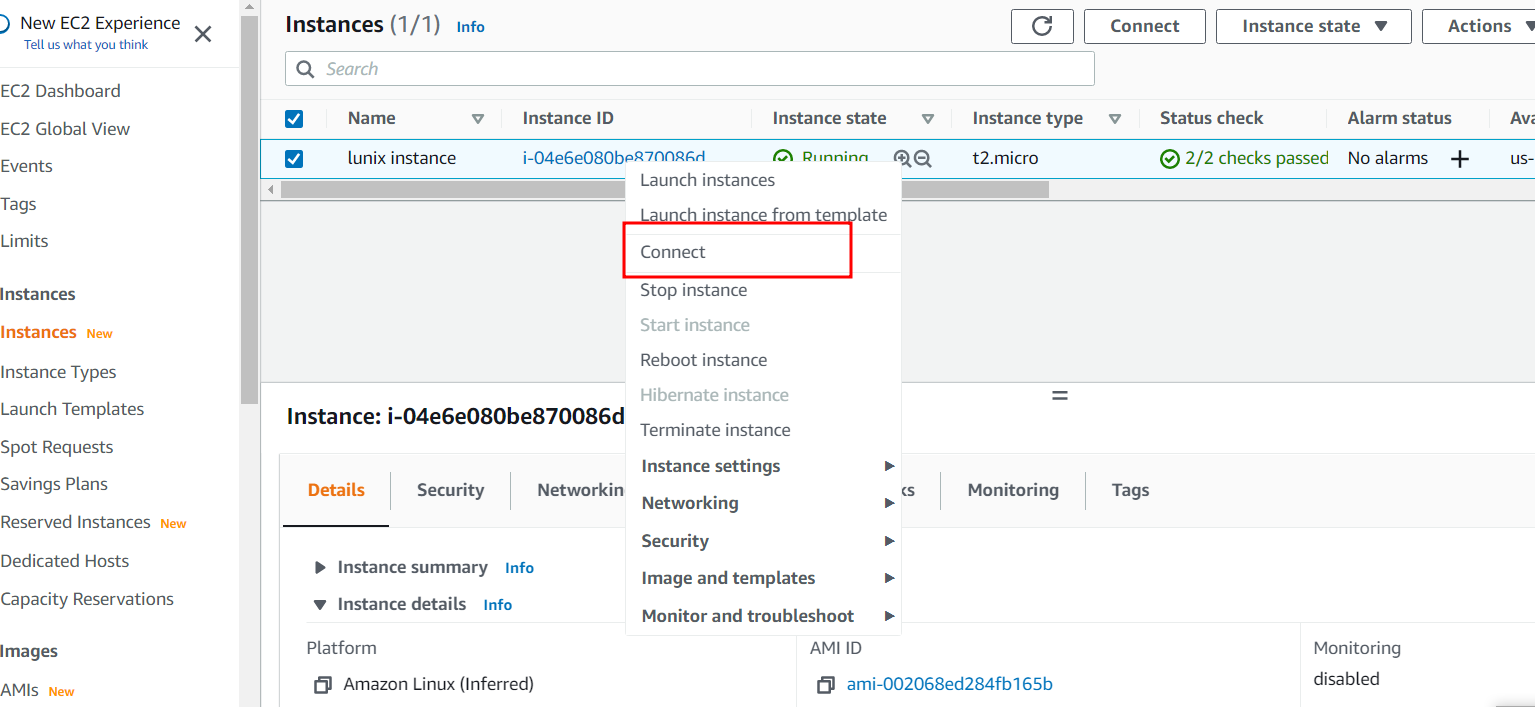 New EC2 Experience
Tell us what you think
EC2 Dashboard
EC2 Global View
Events
Tags
Limits
Instances
Instances New
Instance Types
Launch Templates
Spot Requests
Savings Plans
Reserved Instances New
Dedicated Hosts
Capacity Reservations
Images
AMIs New
Instances (1/1) Info
Connect
Instance state
Actions
Search
Name Instance ID Instance state Instance type Status check Alarm status Ava
lunix instance i-04e6e080be870086d Running t2.micro 2/2 checks passed No alarms us-
Launch instances
Launch instance from template
Connect
Stop instance
Start instance
Reboot instance
Hibernate instance
Terminate instance
Instance settings
Networking
Security
Image and templates
Monitor and troubleshoot
Instance: i-04e6e080be870086d
Details Security Networkin ks Monitoring Tags
Instance summary Info
Instance details Info
Platform
Amazon Linux (Inferred)
AMI ID
ami-002068ed284fb165b
Monitoring
disabled